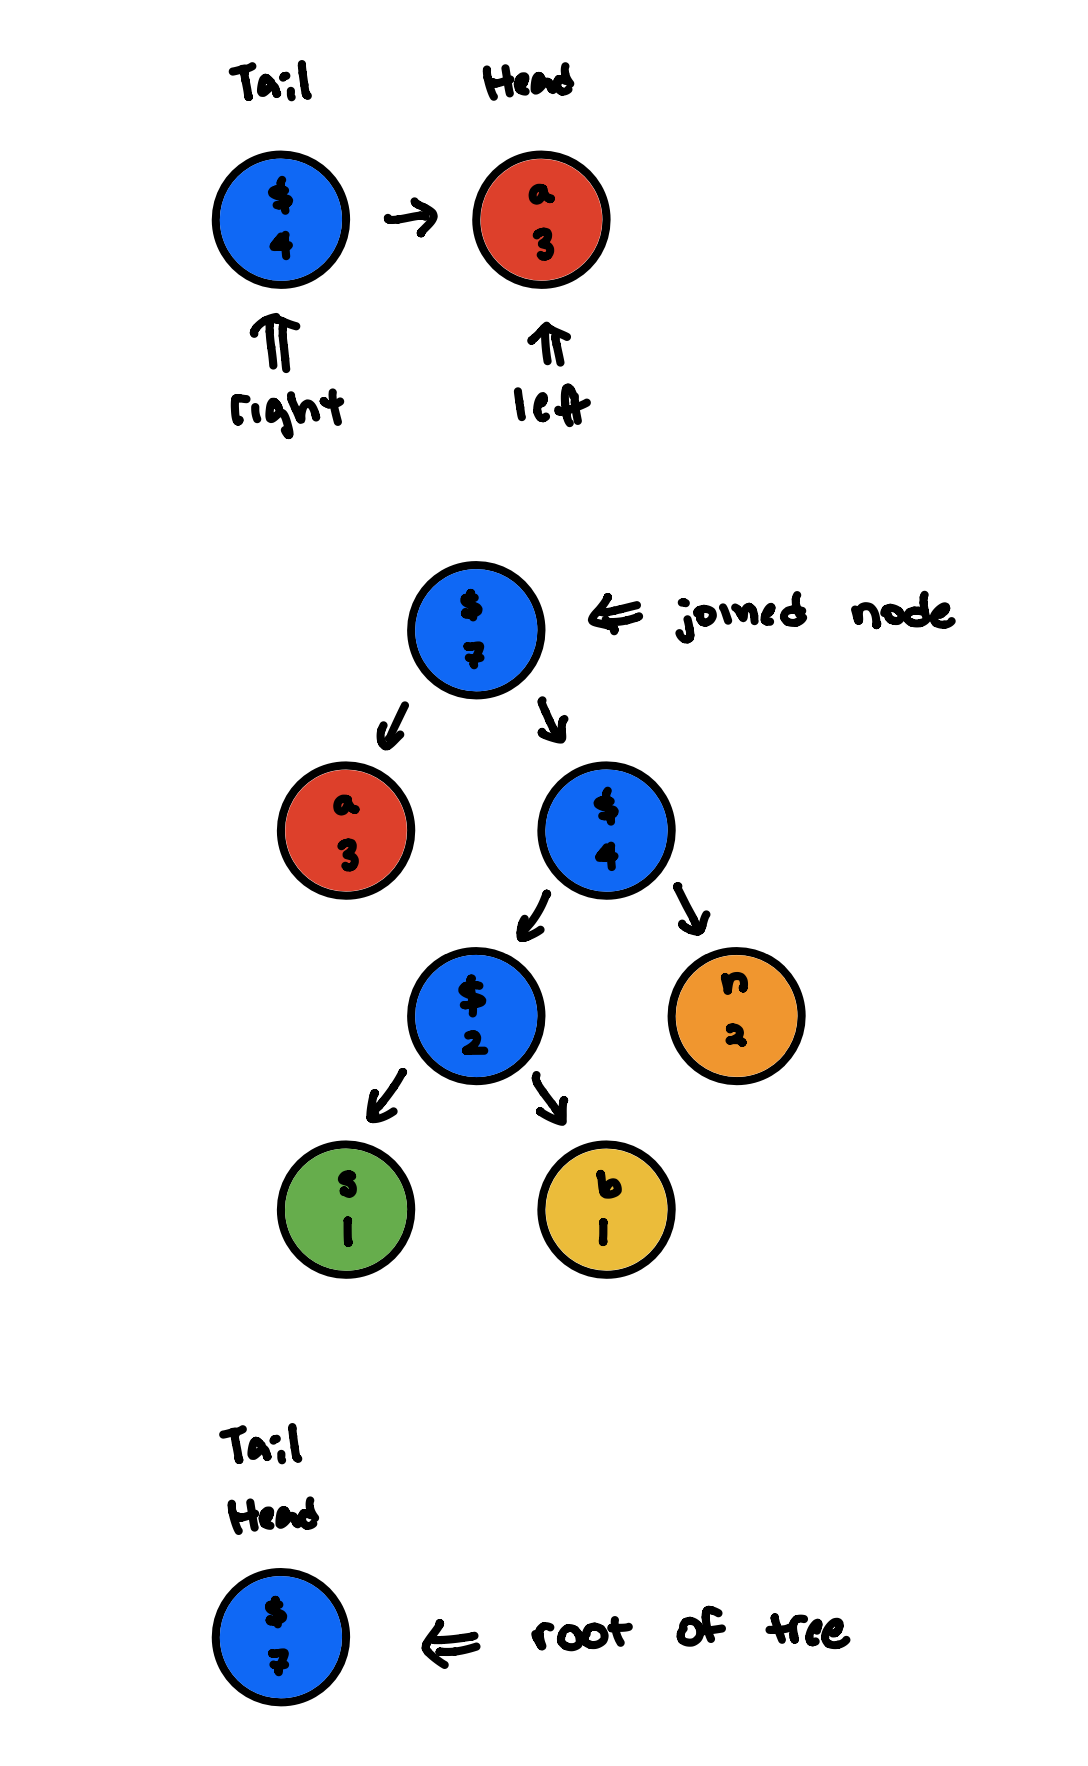 Tail Head
$ a
4 3
right left
$
7
joined node
a $
3 4
$ n
2 2
s b
1 1
Tail
Head
$
7
root of tree